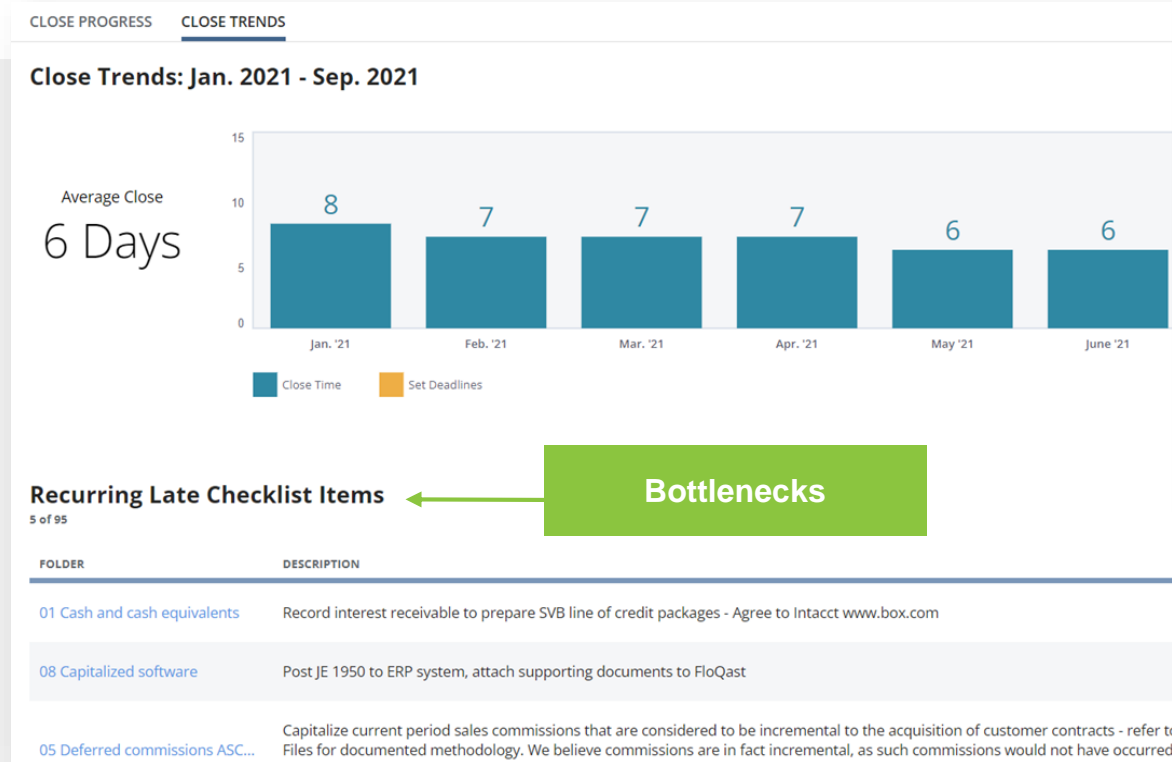 CLOSE PROGRESS CLOSE TRENDS
Close Trends: Jan. 2021 - Sep. 2021
Average Close
6 Days
15
10
5
0
8 7 7 7 6 6
Jan. '21 Feb. '21 Mar. '21 Apr. '21 May '21 June '21
Close Time Set Deadlines
Recurring Late Checklist Items
5 of 95
Bottlenecks
FOLDER DESCRIPTION
01 Cash and cash equivalents Record interest receivable to prepare SVB line of credit packages - Agree to Intacct www.box.com
08 Capitalized software Post JE 1950 to ERP system, attach supporting documents to FloQast
05 Deferred commissions ASC... Capitalize current period sales commissions that are considered to be incremental to the acquisition of customer contracts - refer to
Files for documented methodology. We believe commissions are in fact incremental, as such commissions would not have occurred